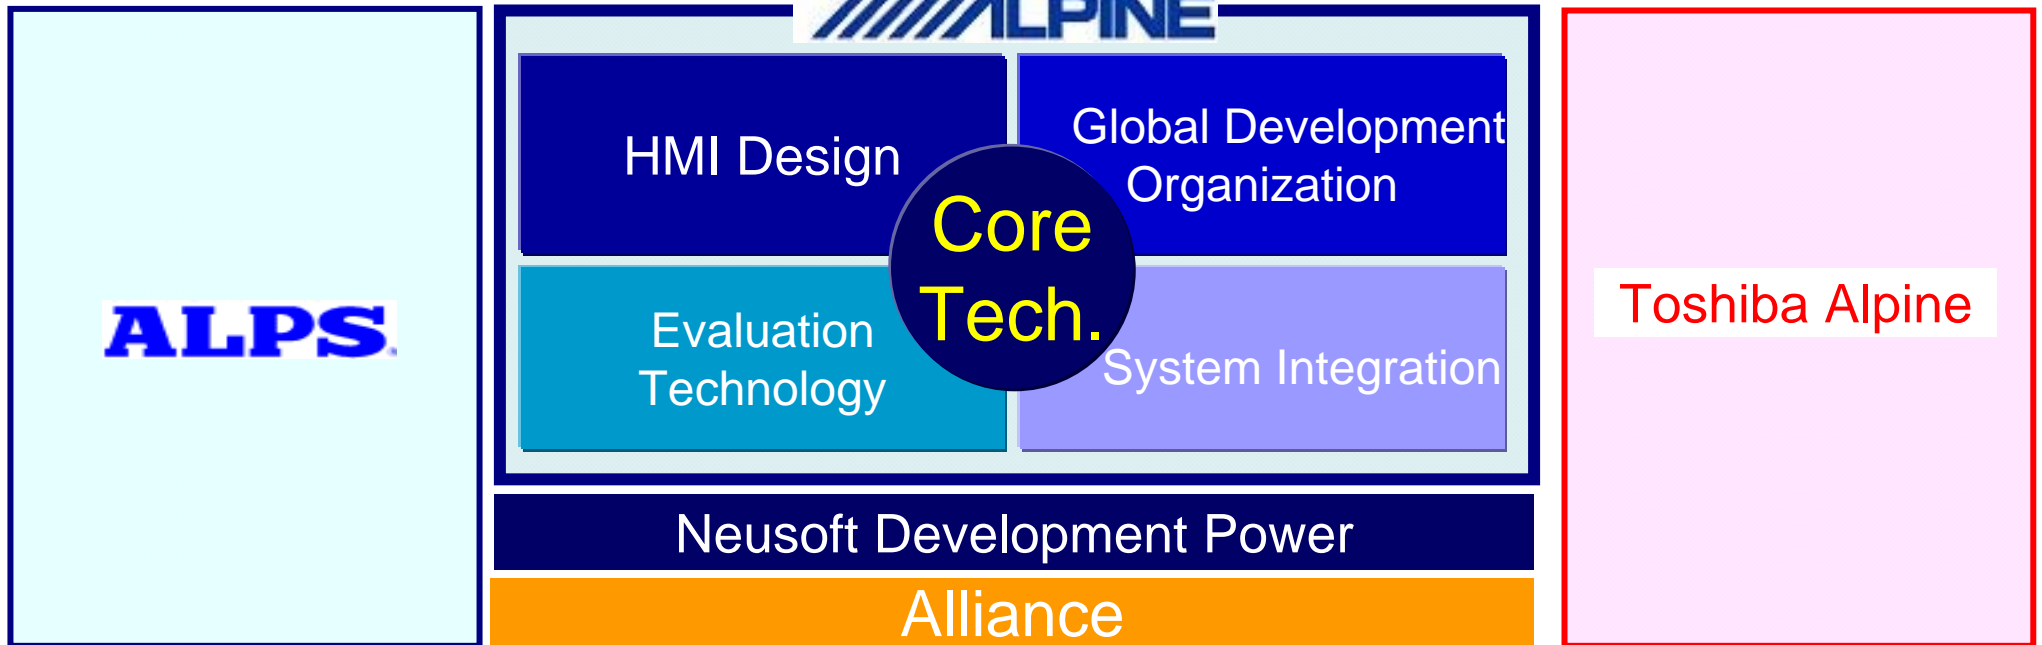 ALPINE
HMI Design
Global Development
Organization
Core
Tech.
Evaluation
Technology
System Integration
ALPS
Toshiba Alpine
Neusoft Development Power
Alliance